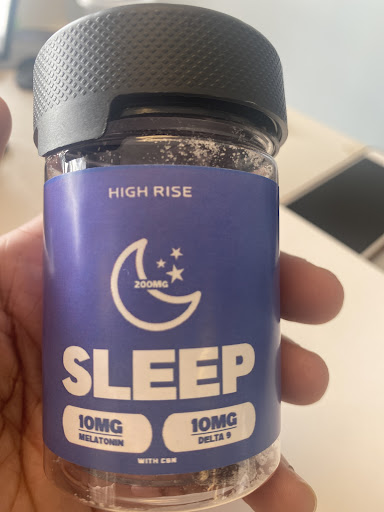 HIGH RISE
200MG
SLEEP
10MG 10MG
MELATONIN DELTA 9
WITH CBN